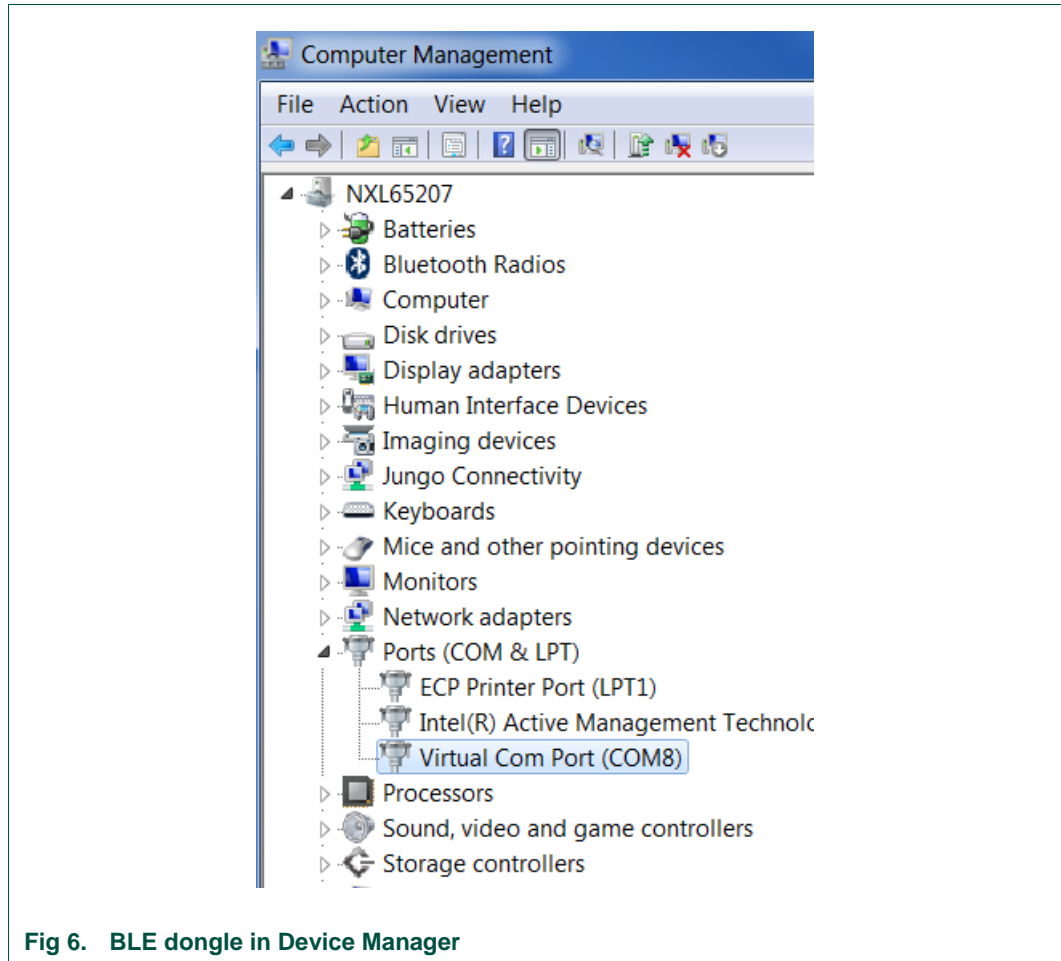 Computer Management
File Action View Help
NXL65207
Batteries
Bluetooth Radios
Computer
Disk drives
Display adapters
Human Interface Devices
Imaging devices
Jungo Connectivity
Keyboards
Mice and other pointing devices
Monitors
Network adapters
Ports (COM & LPT)
ECP Printer Port (LPT1)
Intel(R) Active Management Technolo
Virtual Com Port (COM8)
Processors
Sound, video and game controllers
Storage controllers
Fig 6. BLE dongle in Device Manager